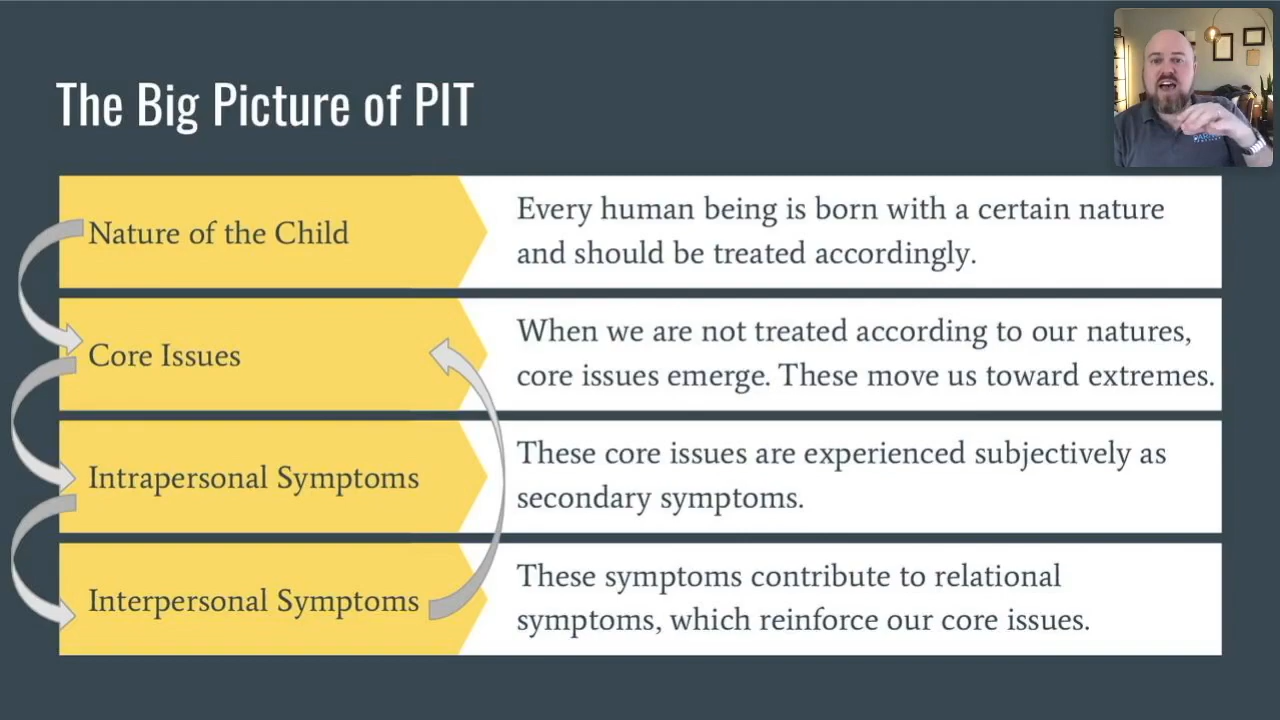 The Big Picture of PIT
Nature of the Child
Every human being is born with a certain nature
and should be treated accordingly.
Core Issues
When we are not treated according to our natures,
core issues emerge. These move us toward extremes.
Intrapersonal Symptoms
These core issues are experienced subjectively as
secondary symptoms.
Interpersonal Symptoms
These symptoms contribute to relational
symptoms, which reinforce our core issues.